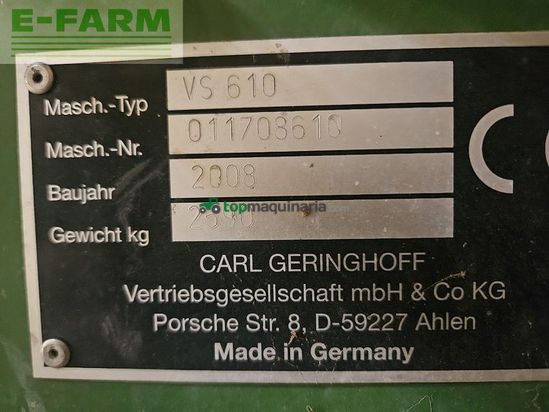 E-FARM
Masch.-Typ VS 610
Masch.-Nr. 011708610
Baujahr 2008
topmaquinaria
Gewicht kg
CE
CARL GERINGHOFF
Vertriebsgesellschaft mbH & Co KG
Porsche Str. 8, D-59227 Ahlen
Made in Germany